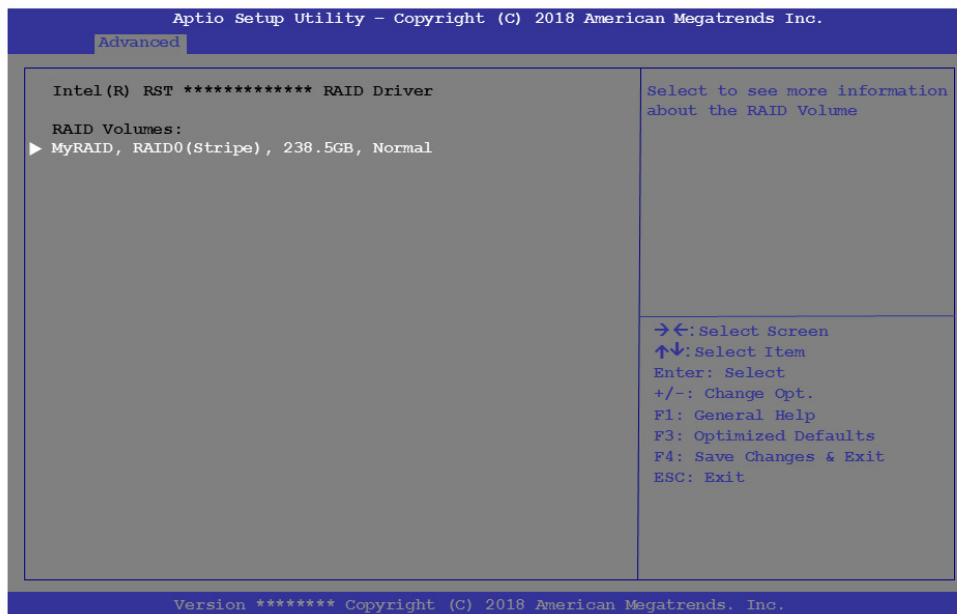 Aptio Setup Utility – Copyright (C) 2018 American Megatrends Inc.
Advanced
Intel(R) RST ************* RAID Driver
RAID Volumes:
▶ MyRAID, RAID0(Stripe), 238.5GB, Normal
Select to see more information
about the RAID Volume
→←:Select Screen
↑↓:Select Item
Enter: Select
+/-: Change Opt.
F1: General Help
F3: Optimized Defaults
F4: Save Changes & Exit
ESC: Exit
Version ******** Copyright (C) 2018 American Megatrends. Inc.